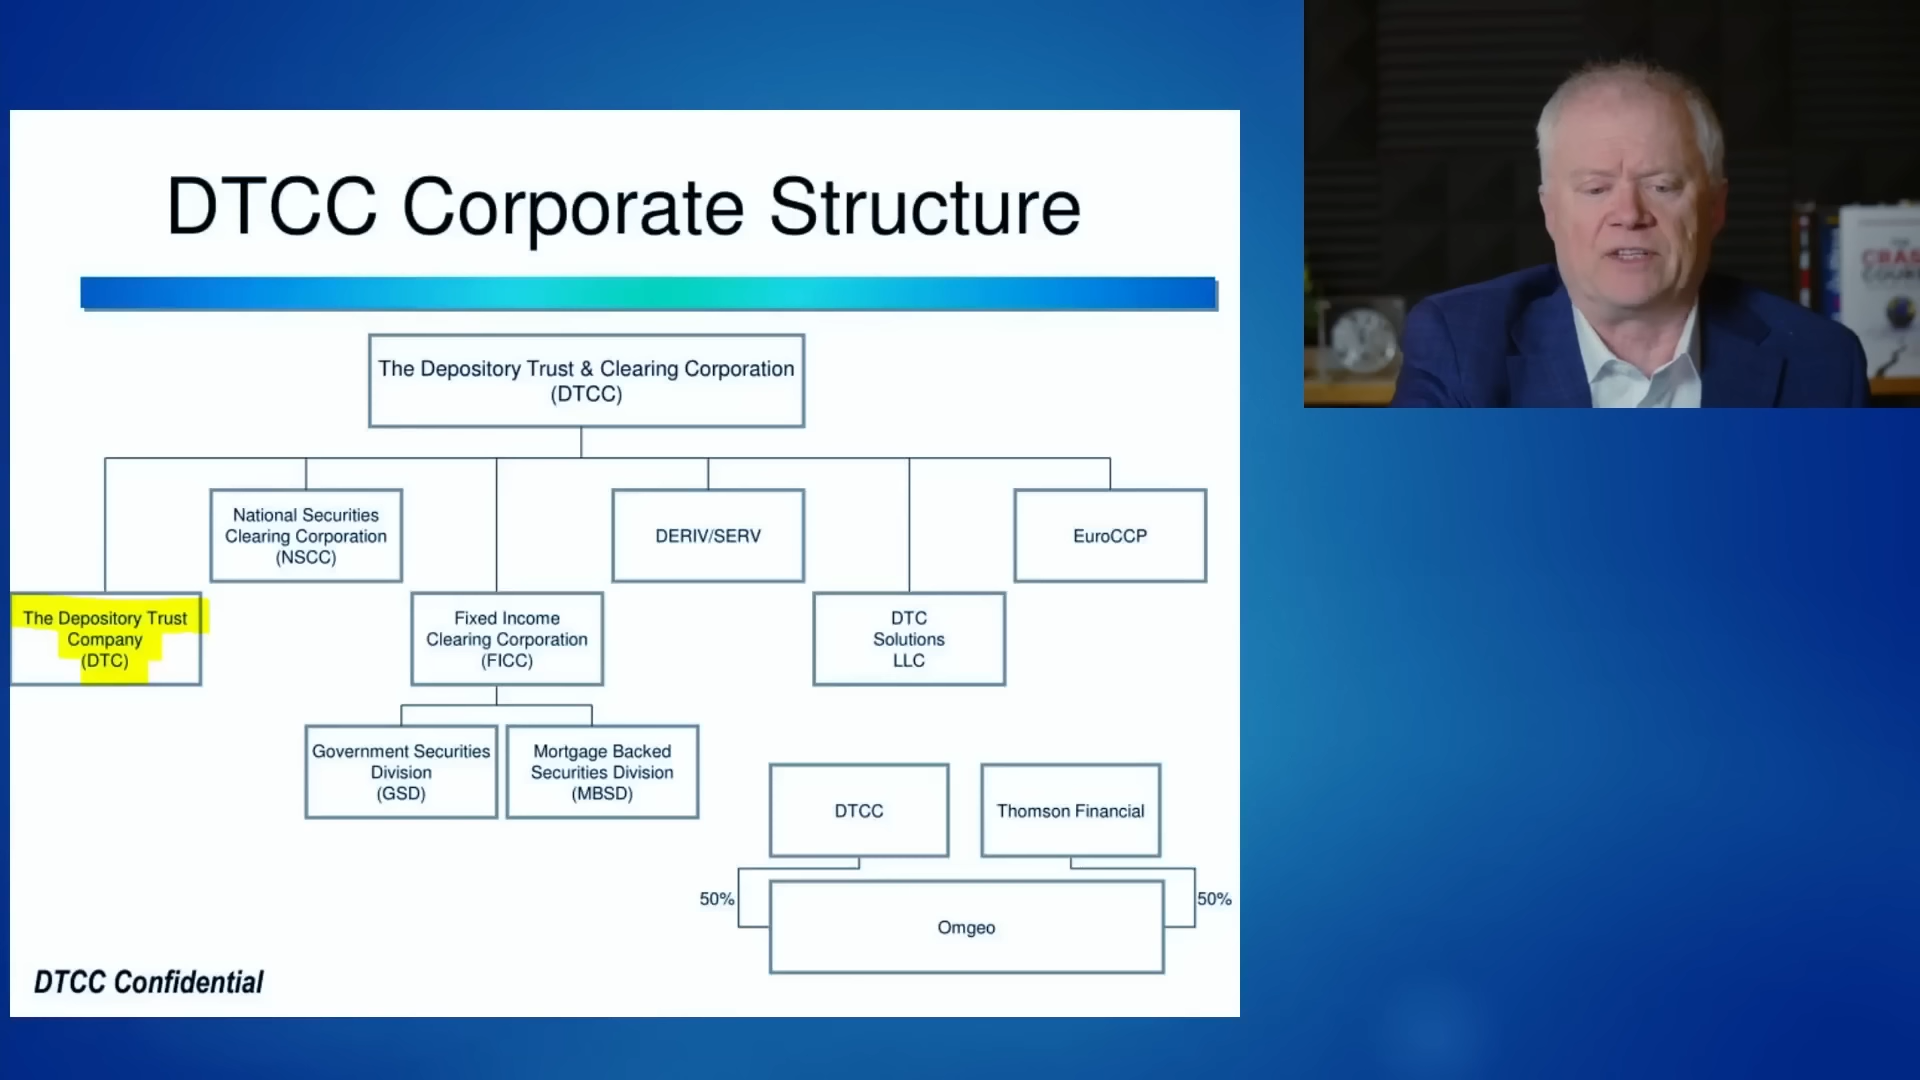 DTCC Corporate Structure
The Depository Trust & Clearing Corporation
(DTCC)
National Securities
Clearing Corporation
(NSCC)
DERIV/SERV
EuroCCP
The Depository Trust
Company
(DTC)
Fixed Income
Clearing Corporation
(FICC)
DTC
Solutions
LLC
Government Securities
Division
(GSD)
Mortgage Backed
Securities Division
(MBSD)
DTCC
Thomson Financial
50%
50%
Omgeo
DTCC Confidential